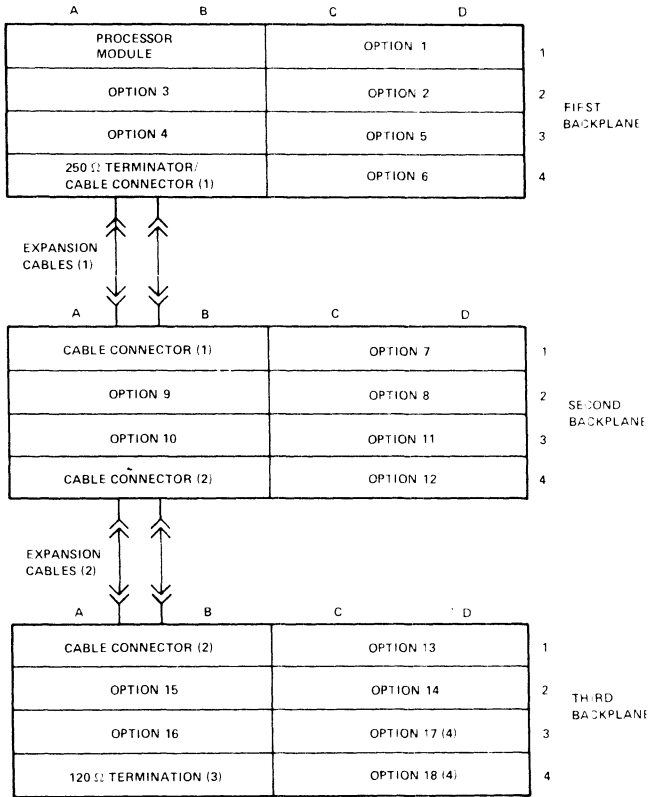 A B C D
PROCESSOR
MODULE
OPTION 1
1
OPTION 3
OPTION 2
2
FIRST
BACKPLANE
OPTION 4
OPTION 5
3
250 Ω TERMINATOR/
CABLE CONNECTOR (1)
OPTION 6
4
EXPANSION
CABLES (1)
A B C D
CABLE CONNECTOR (1)
OPTION 7
1
OPTION 9
OPTION 8
2
SECOND
BACKPLANE
OPTION 10
OPTION 11
3
CABLE CONNECTOR (2)
OPTION 12
4
EXPANSION
CABLES (2)
A B C D
CABLE CONNECTOR (2)
OPTION 13
1
OPTION 15
OPTION 14
2
THIRD
BACKPLANE
OPTION 16
OPTION 17 (4)
3
120 Ω TERMINATION (3)
OPTION 18 (4)
4